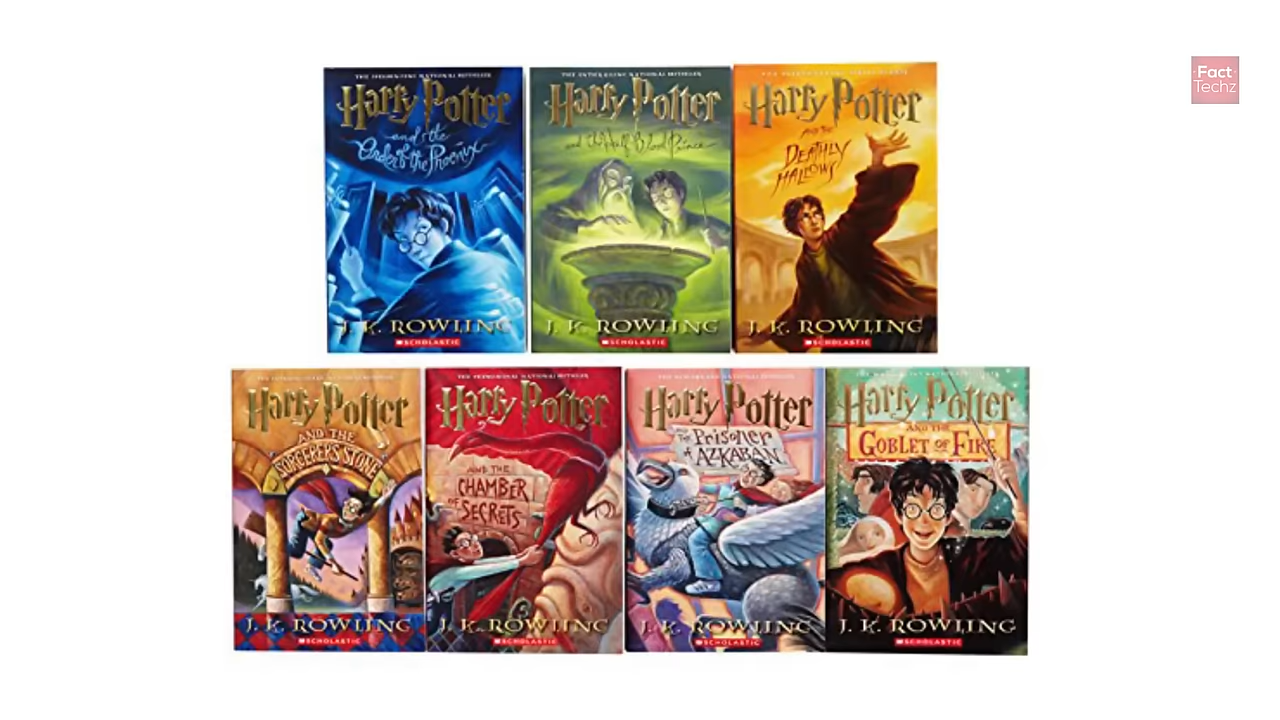 Fact
Techz
Harry Potter
and the
Order of the Phoenix
J. K. ROWLING
SCHOLASTIC
Harry Potter
and the Half-Blood Prince
J. K. ROWLING
SCHOLASTIC
Harry Potter
AND THE
DEATHLY
HALLOWS
J. K. ROWLING
SCHOLASTIC
Harry Potter
AND THE
SORCERER'S STONE
J. K. ROWLING
SCHOLASTIC
Harry Potter
AND THE
CHAMBER
OF SECRETS
J. K. ROWLING
SCHOLASTIC
Harry Potter
AND THE Prisoner
of AZKABAN
J. K. ROWLING
SCHOLASTIC
Harry Potter
AND THE
GOBLET OF FIRE
J. K. ROWLING
SCHOLASTIC